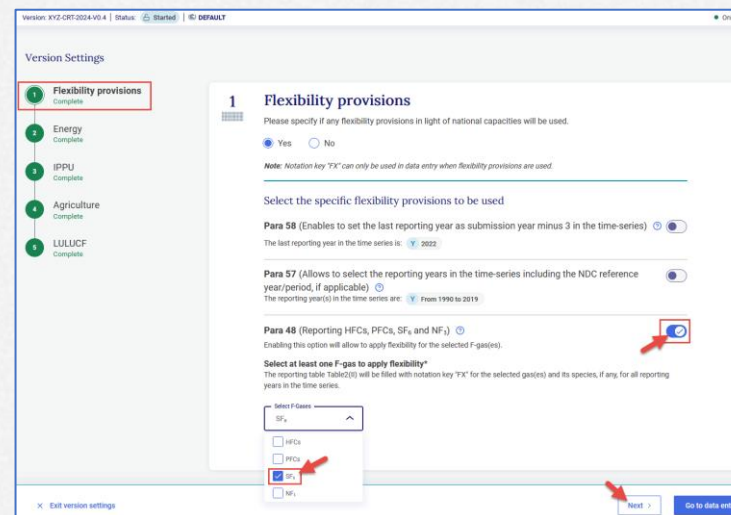 Version: XYZ-CRT-2024-V0.4 | Status: Started | DEFAULT
Version Settings
1 Flexibility provisions
Complete
2 Energy
Complete
3 IPPU
Complete
4 Agriculture
Complete
5 LULUCF
Complete
1 Flexibility provisions
Please specify if any flexibility provisions in light of national capacities will be used.
Yes No
Note: Notation key "FX" can only be used in data entry when flexibility provisions are used.
Select the specific flexibility provisions to be used
Para 58 (Enables to set the last reporting year as submission year minus 3 in the time-series)
The last reporting year in the time series is: Y 2022
Para 57 (Allows to select the reporting years in the time-series including the NDC reference
year/period, if applicable)
The reporting year(s) in the time series are: Y From 1990 to 2019
Para 48 (Reporting HFCs, PFCs, SF₆ and NF₃)
Enabling this option will allow to apply flexibility for the selected F-gas(es).
Select at least one F-gas to apply flexibility*
The reporting table Table2(II) will be filled with notation key "FX" for the selected gas(es) and its species, if any, for all reporting
years in the time series.
Select F-Gases
SF₆
HFCs
PFCs
SF₆
NF₃
× Exit version settings
Next >
Go to data ent